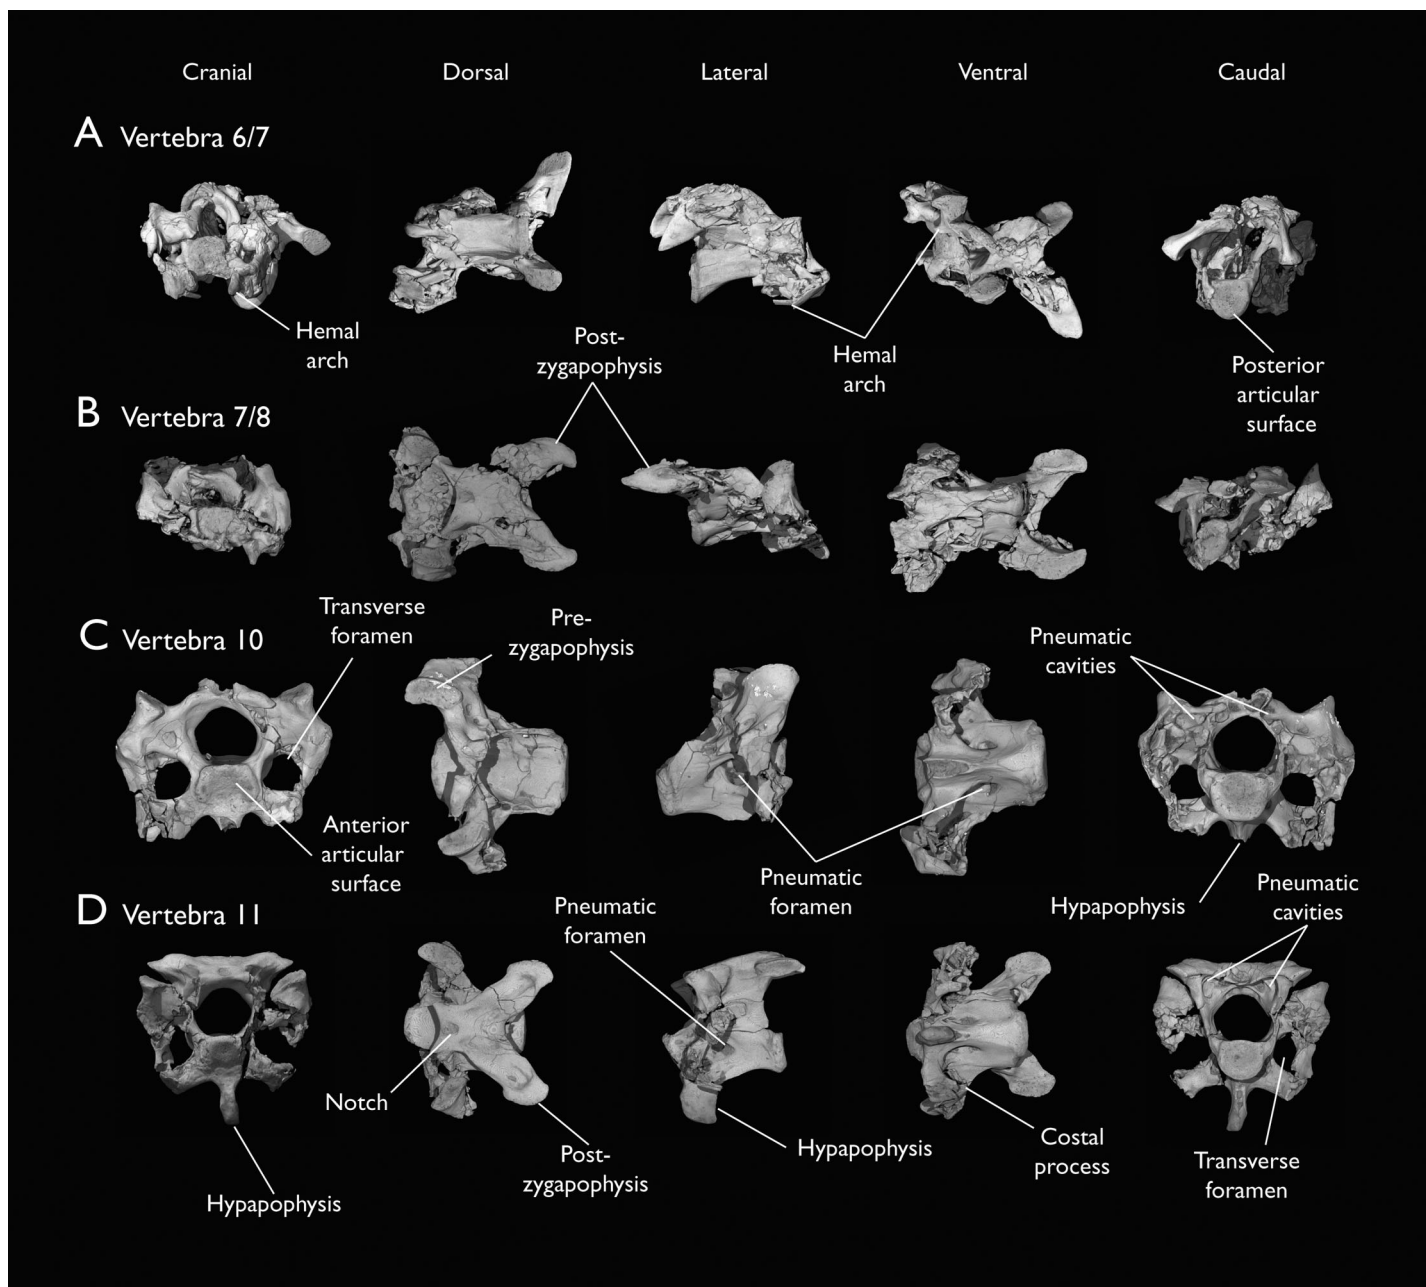 Cranial
Dorsal
Lateral
Ventral
Caudal
A Vertebra 6/7
Hemal
arch
Post-
zygapophysis
Hemal
arch
Posterior
articular
surface
B Vertebra 7/8
Transverse
foramen
Pre-
zygapophysis
Pneumatic
cavities
C Vertebra 10
Anterior
articular
surface
Pneumatic
foramen
Hypapophysis
Pneumatic
cavities
D Vertebra 11
Pneumatic
foramen
Notch
Post-
zygapophysis
Hypapophysis
Costal
process
Transverse
foramen
Hypapophysis